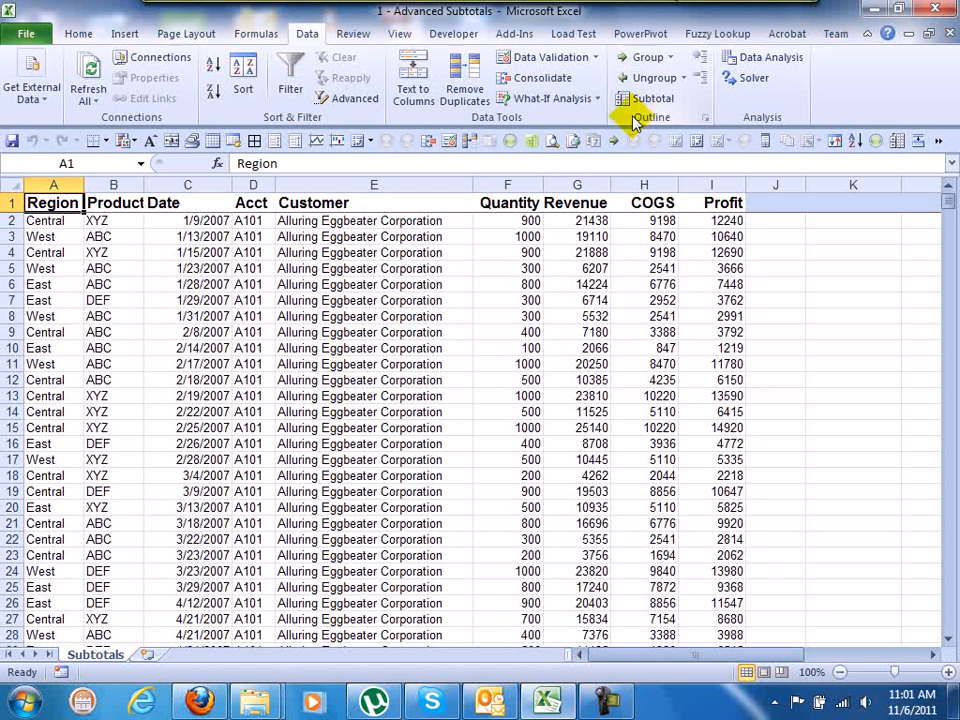 1 - Advanced Subtotals - Microsoft Excel
File Home Insert Page Layout Formulas Data Review View Developer Add-Ins Load Test PowerPivot Fuzzy Lookup Acrobat Team
Get External Data
Refresh All
Connections
Properties
Edit Links
Connections
Sort
Filter
Clear
Reapply
Advanced
Sort & Filter
Text to Columns
Remove Duplicates
Data Validation
Consolidate
What-If Analysis
Data Tools
Group
Ungroup
Subtotal
Outline
Data Analysis
Solver
Analysis
A1 fx Region
A B C D E F G H I J K
1 Region Product Date Acct Customer Quantity Revenue COGS Profit
2 Central XYZ 1/9/2007 A101 Alluring Eggbeater Corporation 900 21438 9198 12240
3 West ABC 1/13/2007 A101 Alluring Eggbeater Corporation 1000 19110 8470 10640
4 Central XYZ 1/15/2007 A101 Alluring Eggbeater Corporation 900 21888 9198 12690
5 West ABC 1/23/2007 A101 Alluring Eggbeater Corporation 300 6207 2541 3666
6 East ABC 1/28/2007 A101 Alluring Eggbeater Corporation 800 14224 6776 7448
7 East DEF 1/29/2007 A101 Alluring Eggbeater Corporation 300 6714 2952 3762
8 West ABC 1/31/2007 A101 Alluring Eggbeater Corporation 300 5532 2541 2991
9 Central ABC 2/8/2007 A101 Alluring Eggbeater Corporation 400 7180 3388 3792
10 East ABC 2/14/2007 A101 Alluring Eggbeater Corporation 100 2066 847 1219
11 West ABC 2/17/2007 A101 Alluring Eggbeater Corporation 1000 20250 8470 11780
12 Central ABC 2/18/2007 A101 Alluring Eggbeater Corporation 500 10385 4235 6150
13 Central XYZ 2/19/2007 A101 Alluring Eggbeater Corporation 1000 23810 10220 13590
14 Central XYZ 2/22/2007 A101 Alluring Eggbeater Corporation 500 11525 5110 6415
15 Central XYZ 2/25/2007 A101 Alluring Eggbeater Corporation 1000 25140 10220 14920
16 East DEF 2/26/2007 A101 Alluring Eggbeater Corporation 400 8708 3936 4772
17 West XYZ 2/28/2007 A101 Alluring Eggbeater Corporation 500 10445 5110 5335
18 Central XYZ 3/4/2007 A101 Alluring Eggbeater Corporation 200 4262 2044 2218
19 Central DEF 3/9/2007 A101 Alluring Eggbeater Corporation 900 19503 8856 10647
20 East XYZ 3/13/2007 A101 Alluring Eggbeater Corporation 500 10935 5110 5825
21 Central ABC 3/18/2007 A101 Alluring Eggbeater Corporation 800 16696 6776 9920
22 Central ABC 3/22/2007 A101 Alluring Eggbeater Corporation 300 5355 2541 2814
23 Central ABC 3/23/2007 A101 Alluring Eggbeater Corporation 200 3756 1694 2062
24 West DEF 3/23/2007 A101 Alluring Eggbeater Corporation 1000 23820 9840 13980
25 East DEF 3/29/2007 A101 Alluring Eggbeater Corporation 800 17240 7872 9368
26 East DEF 4/12/2007 A101 Alluring Eggbeater Corporation 900 20403 8856 11547
27 Central XYZ 4/21/2007 A101 Alluring Eggbeater Corporation 700 15834 7154 8680
28 West ABC 4/21/2007 A101 Alluring Eggbeater Corporation 400 7376 3388 3988
Subtotals
Ready 100%
11:01 AM
11/6/2011